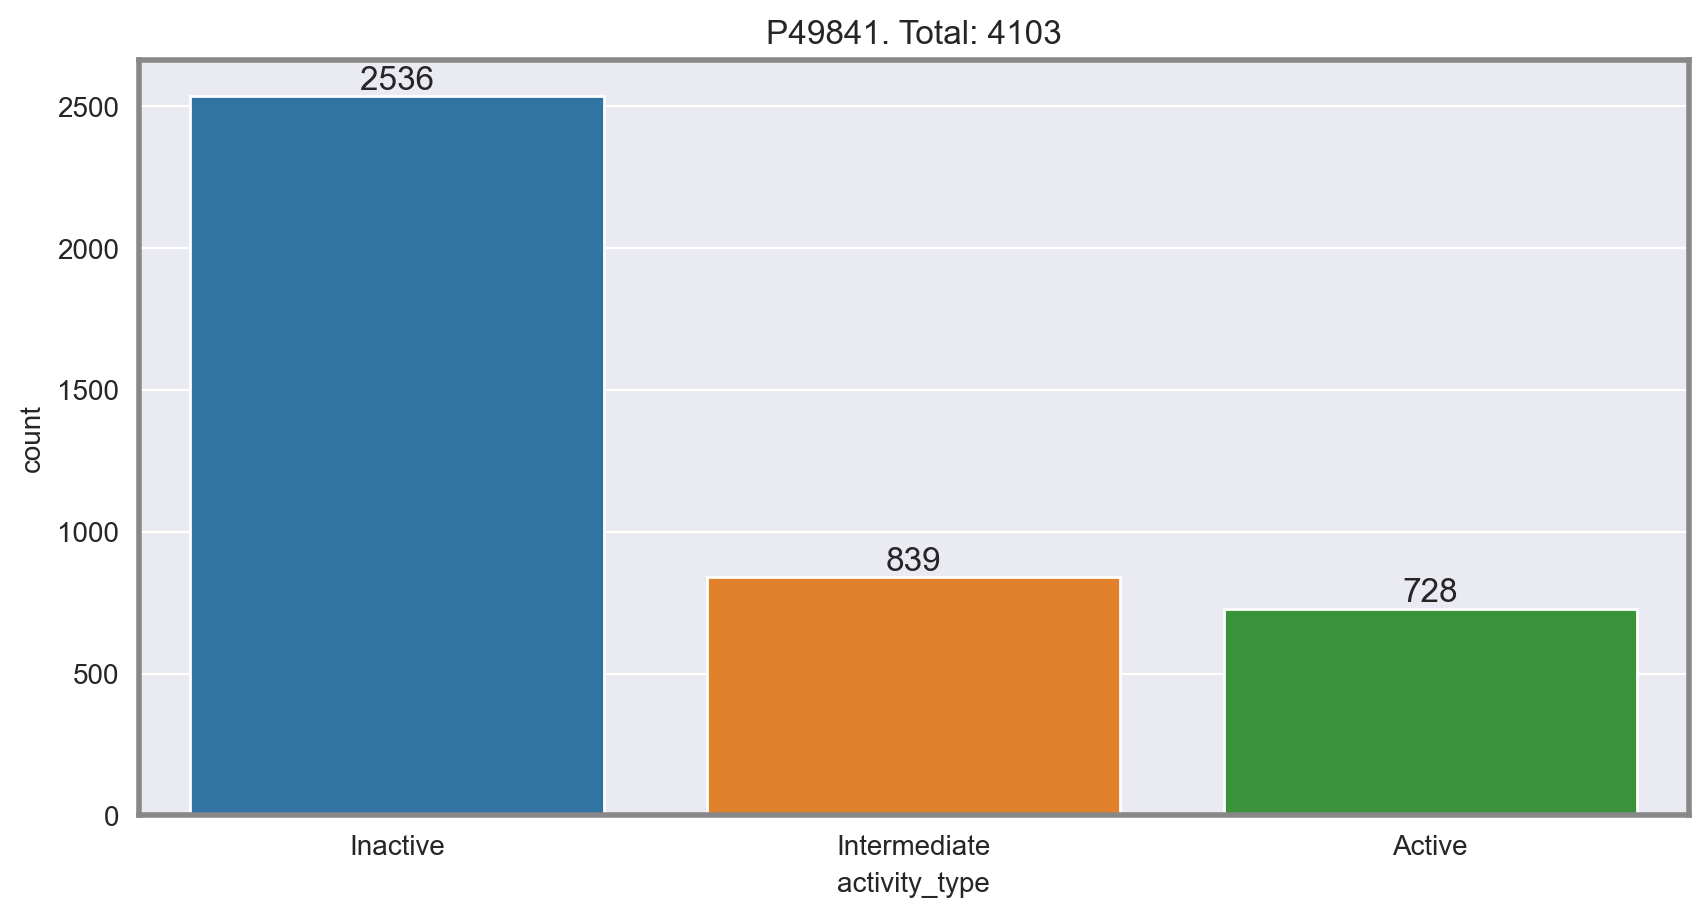 P49841. Total: 4103
2536
2500
2000
1500
1000
839
728
500
0
count
Inactive
Intermediate
Active
activity_type